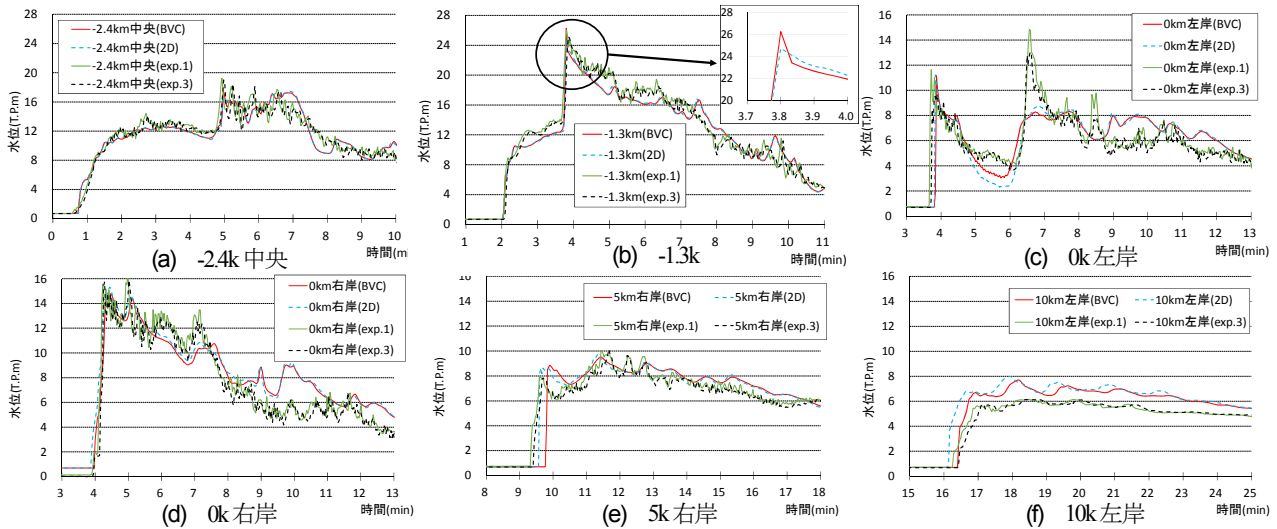 水位(T.P.m)
28
24
20
16
12
8
4
0
-2.4km中央(BVC)
-2.4km中央(2D)
-2.4km中央(exp.1)
-2.4km中央(exp.3)
0 1 2 3 4 5 6 7 8 9 10
時間(mi
(a) -2.4k 中央
水位(T.P.m)
28
24
20
16
12
8
4
0
-1.3km(BVC)
-1.3km(2D)
-1.3km(exp.1)
-1.3km(exp.3)
26
24
22
20
3.7 3.8 3.9 4.0
1 2 3 4 5 6 7 8 9 10 11
時間(min)
(b) -1.3k
水位(T.P.m)
16
14
12
10
8
6
4
2
0
0km左岸(BVC)
0km左岸(2D)
0km左岸(exp.1)
0km左岸(exp.3)
3 4 5 6 7 8 9 10 11 12 13
時間(min)
(c) 0k 左岸
水位(T.P.m)
16
14
12
10
8
6
4
2
0
0km右岸(BVC)
0km右岸(2D)
0km右岸(exp.1)
0km右岸(exp.3)
3 4 5 6 7 8 9 10 11 12 13
時間(min)
(d) 0k 右岸
水位(T.P.m)
16
14
12
10
8
6
4
2
0
5km右岸(BVC) 5km右岸(2D)
5km右岸(exp.1) 5km右岸(exp.3)
8 9 10 11 12 13 14 15 16 17 18
時間(min)
(e) 5k 右岸
水位(T.P.m)
16
14
12
10
8
6
4
2
0
10km左岸(BVC) 10km左岸(2D)
10km左岸(exp.1) 10km左岸(exp.3)
15 16 17 18 19 20 21 22 23 24 25
時間(min)
(f) 10k 左岸